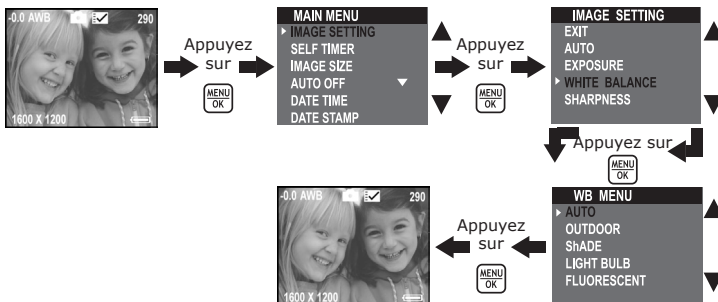 -0.0 AWB 290
1600 X 1200
Appuyez
sur
MENU
OK
MAIN MENU
IMAGE SETTING
SELF TIMER
IMAGE SIZE
AUTO OFF
DATE TIME
DATE STAMP
Appuyez
sur
MENU
OK
IMAGE SETTING
EXIT
AUTO
EXPOSURE
WHITE BALANCE
SHARPNESS
Appuyez sur
MENU
OK
WB MENU
AUTO
OUTDOOR
ShADE
LIGHT BULB
FLUORESCENT
Appuyez
sur
MENU
OK
-0.0 AWB 290
1600 X 1200